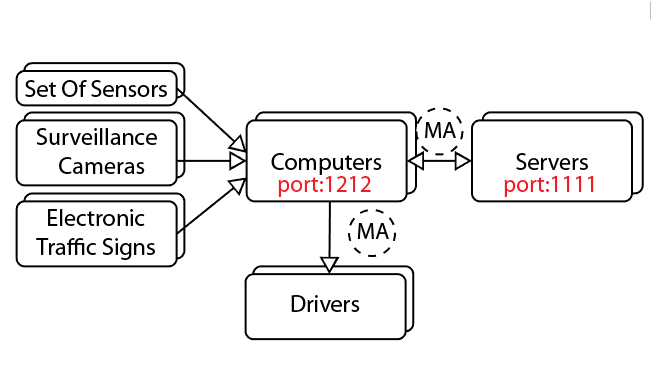 Set Of Sensors
Surveillance
Cameras
Electronic
Traffic Signs
Computers
port:1212
MA
Servers
port:1111
MA
Drivers